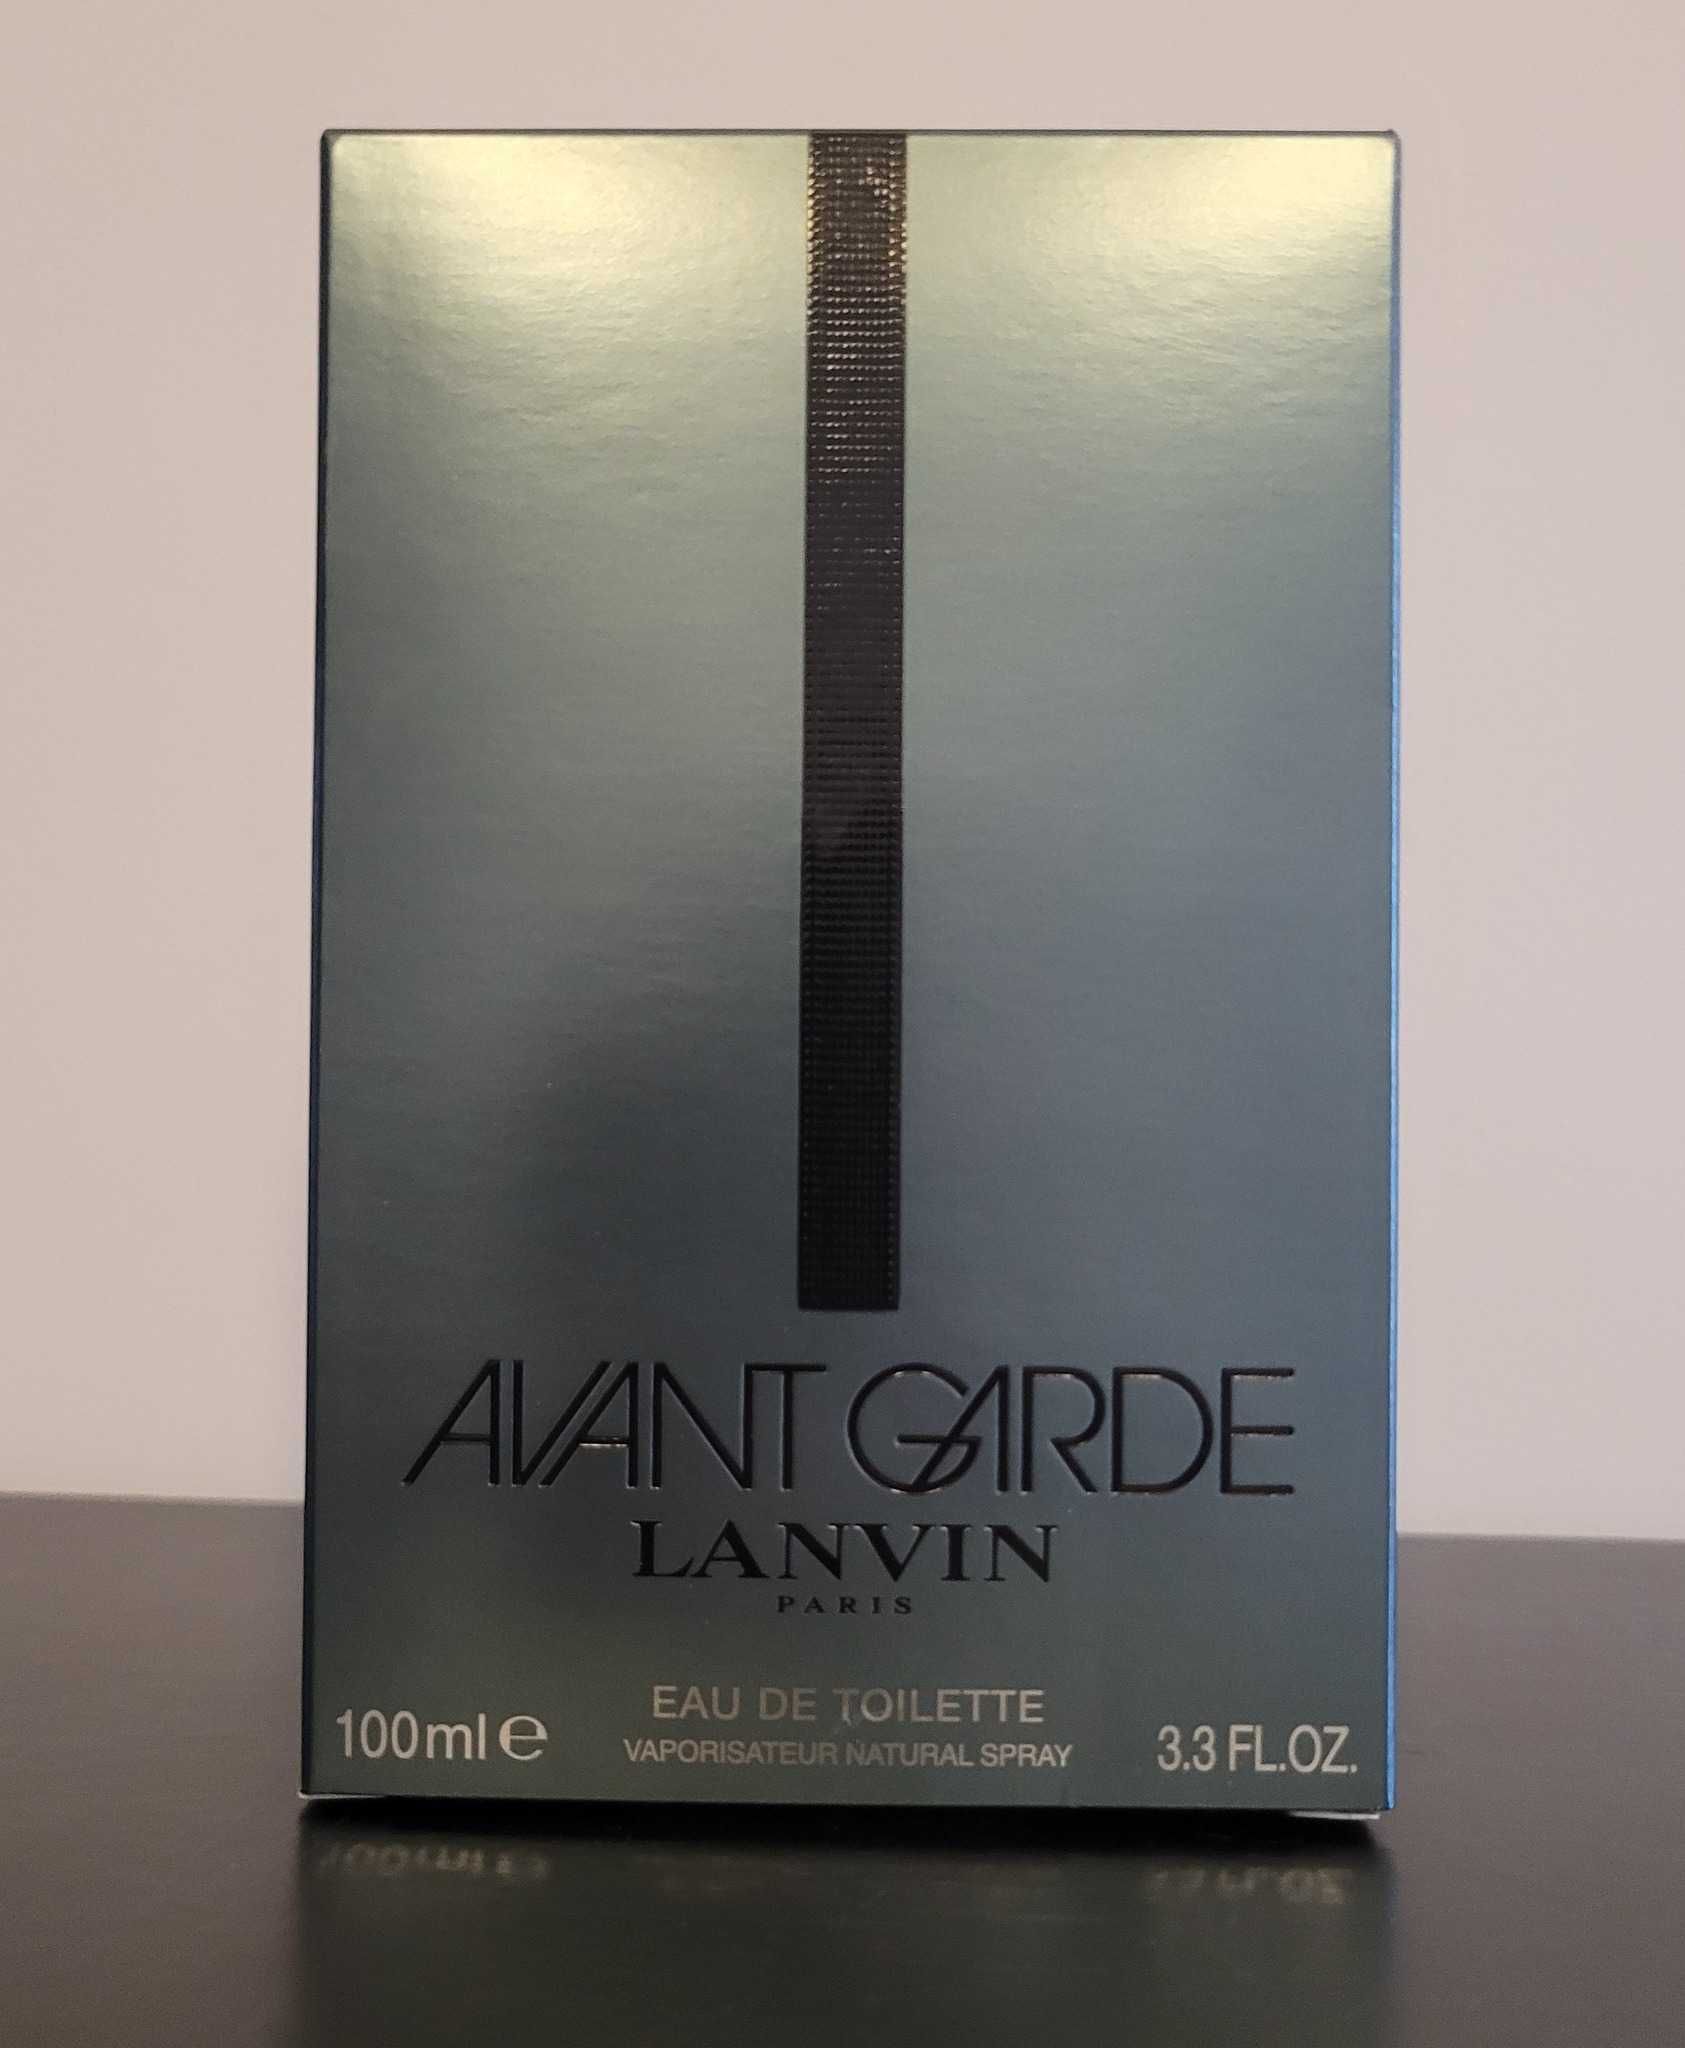 AVANT GARDE
LANVIN
PARIS
EAU DE TOILETTE
100ml ℮
VAPORISATEUR NATURAL SPRAY
3.3 FL.OZ.